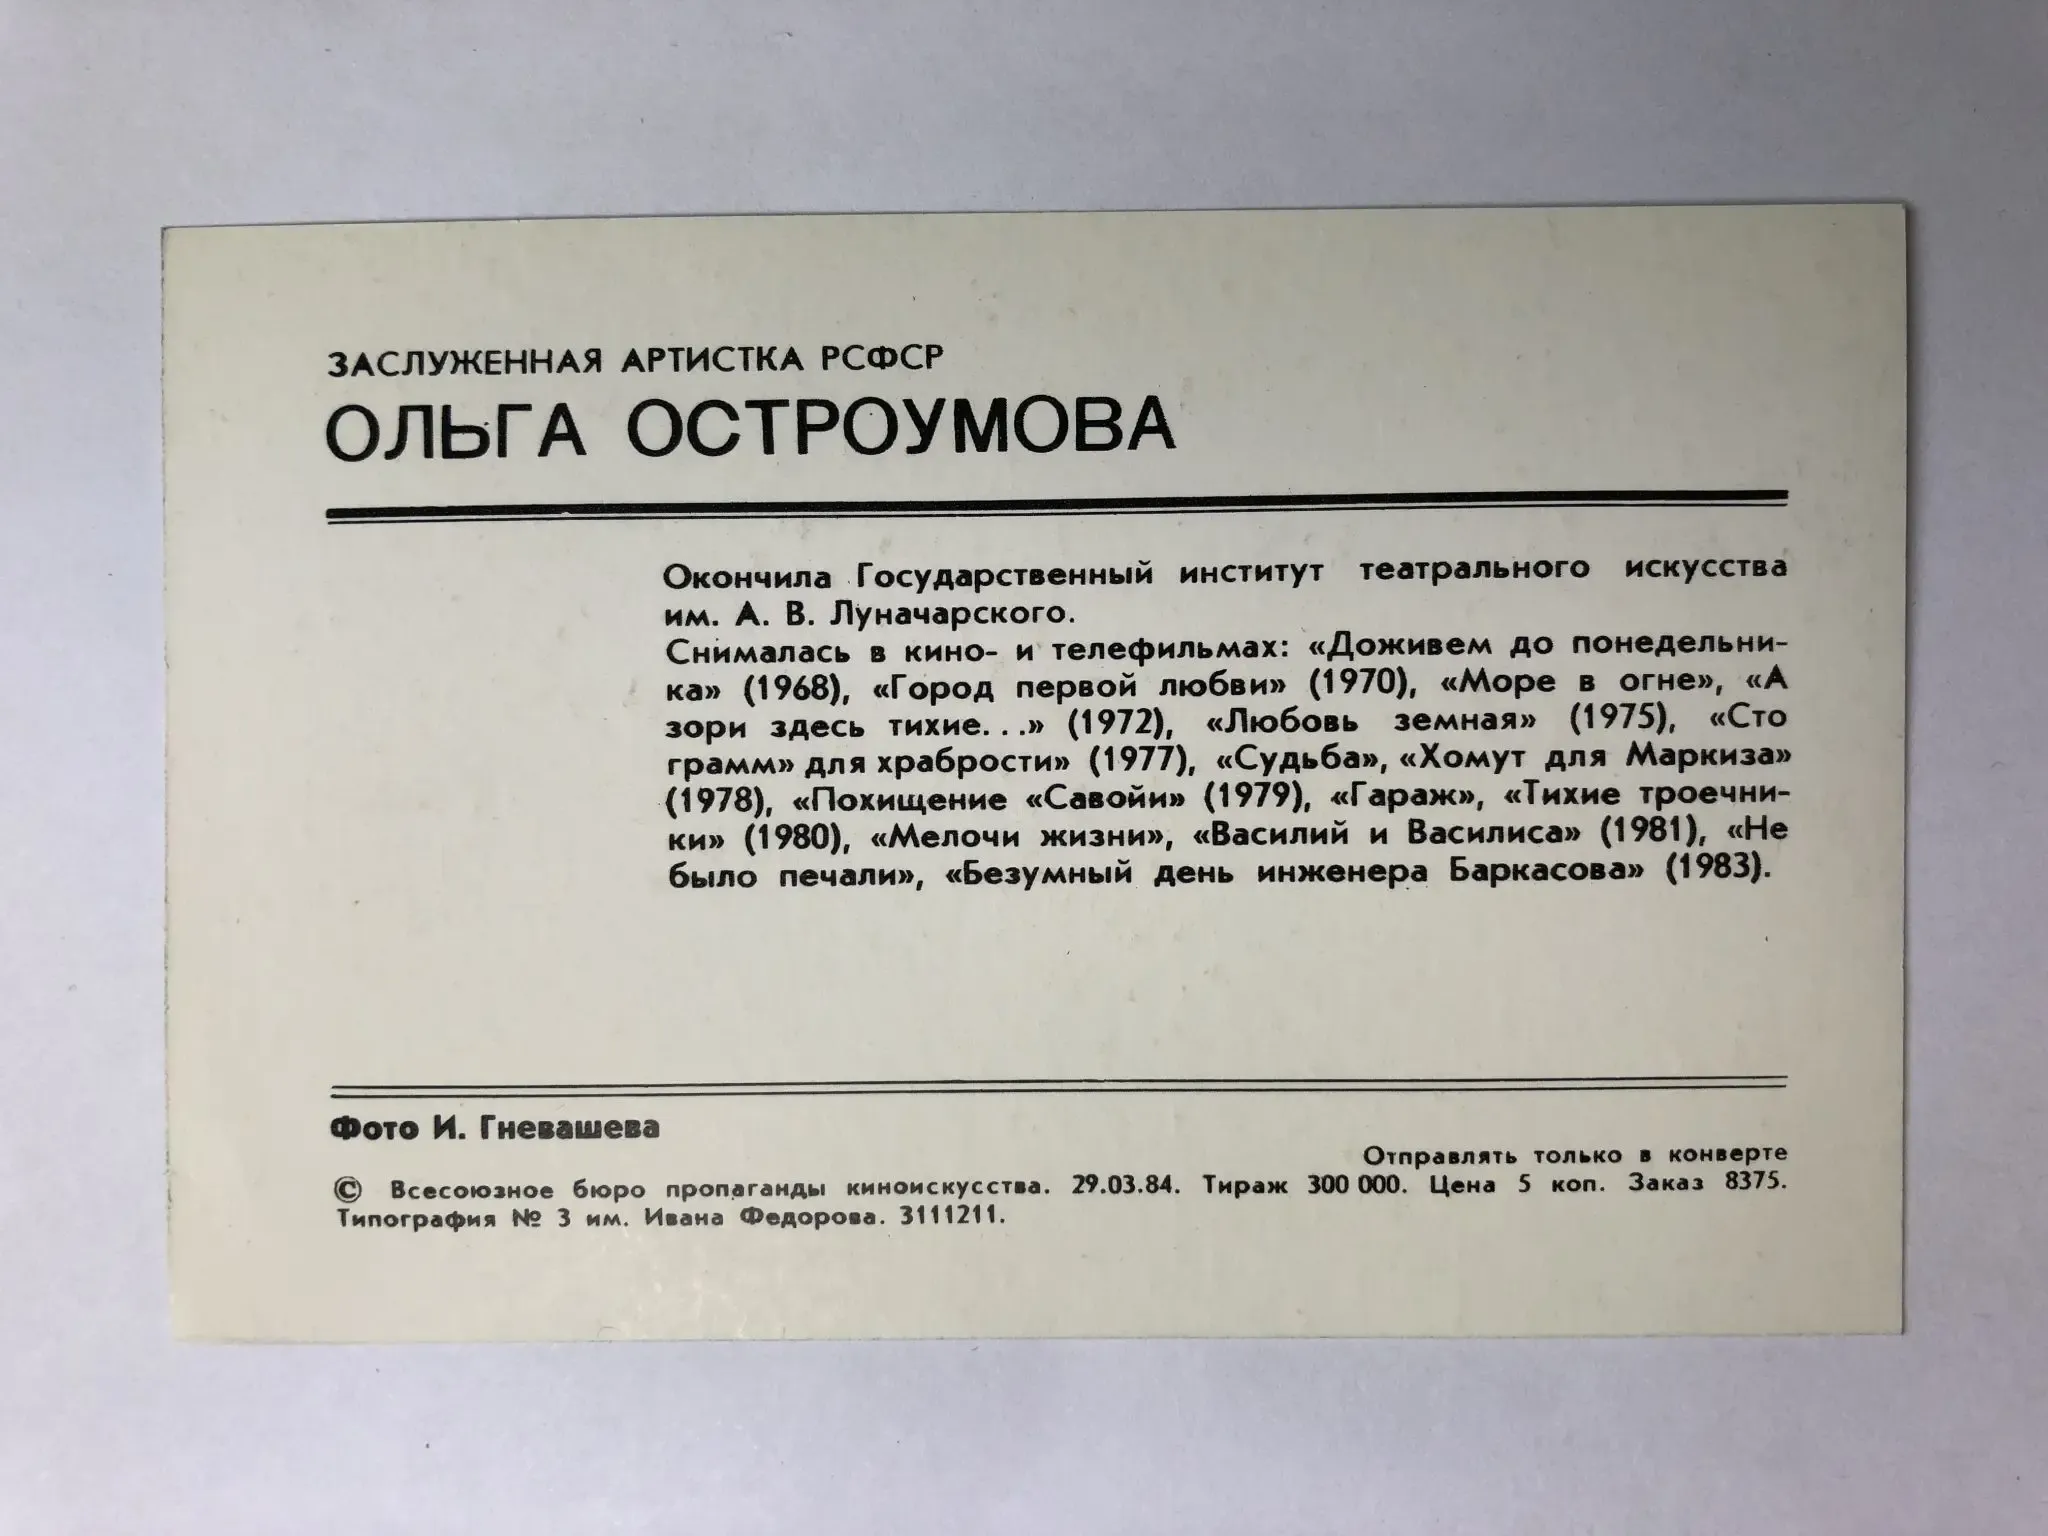 ЗАСЛУЖЕННАЯ АРТИСТКА РСФСР
ОЛЬГА ОСТРОУМОВА
Окончила Государственный институт театрального искусства
им. А. В. Луначарского.
Снималась в кино- и телефильмах: «Доживем до понедельни-
ка» (1968), «Город первой любви» (1970), «Море в огне», «А
зори здесь тихие...» (1972), «Любовь земная» (1975), «Сто
грамм» для храбрости» (1977), «Судьба», «Хомут для Маркиза»
(1978), «Похищение «Савойи» (1979), «Гараж», «Тихие троечни-
ки» (1980), «Мелочи жизни», «Василий и Василиса» (1981), «Не
было печали», «Безумный день инженера Баркасова» (1983).
Фото И. Гневашева
Отправлять только в конверте
© Всесоюзное бюро пропаганды киноискусства. 29.03.84. Тираж 300 000. Цена 5 коп. Заказ 8375.
Типография № 3 им. Ивана Федорова. 3111211.